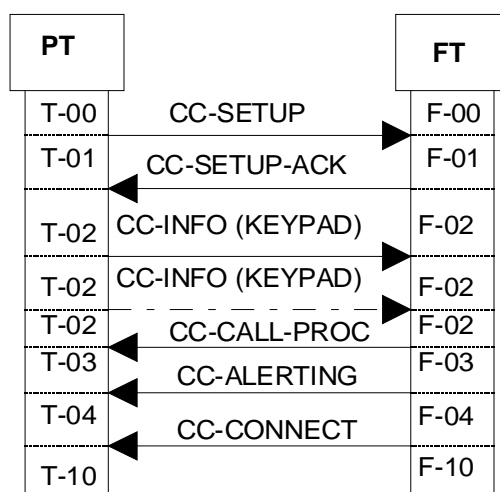 PT FT
T-00 CC-SETUP F-00
T-01 CC-SETUP-ACK F-01
T-02 CC-INFO (KEYPAD) F-02
T-02 CC-INFO (KEYPAD) F-02
T-02 CC-CALL-PROC F-02
T-03 CC-ALERTING F-03
T-04 CC-CONNECT F-04
T-10 F-10